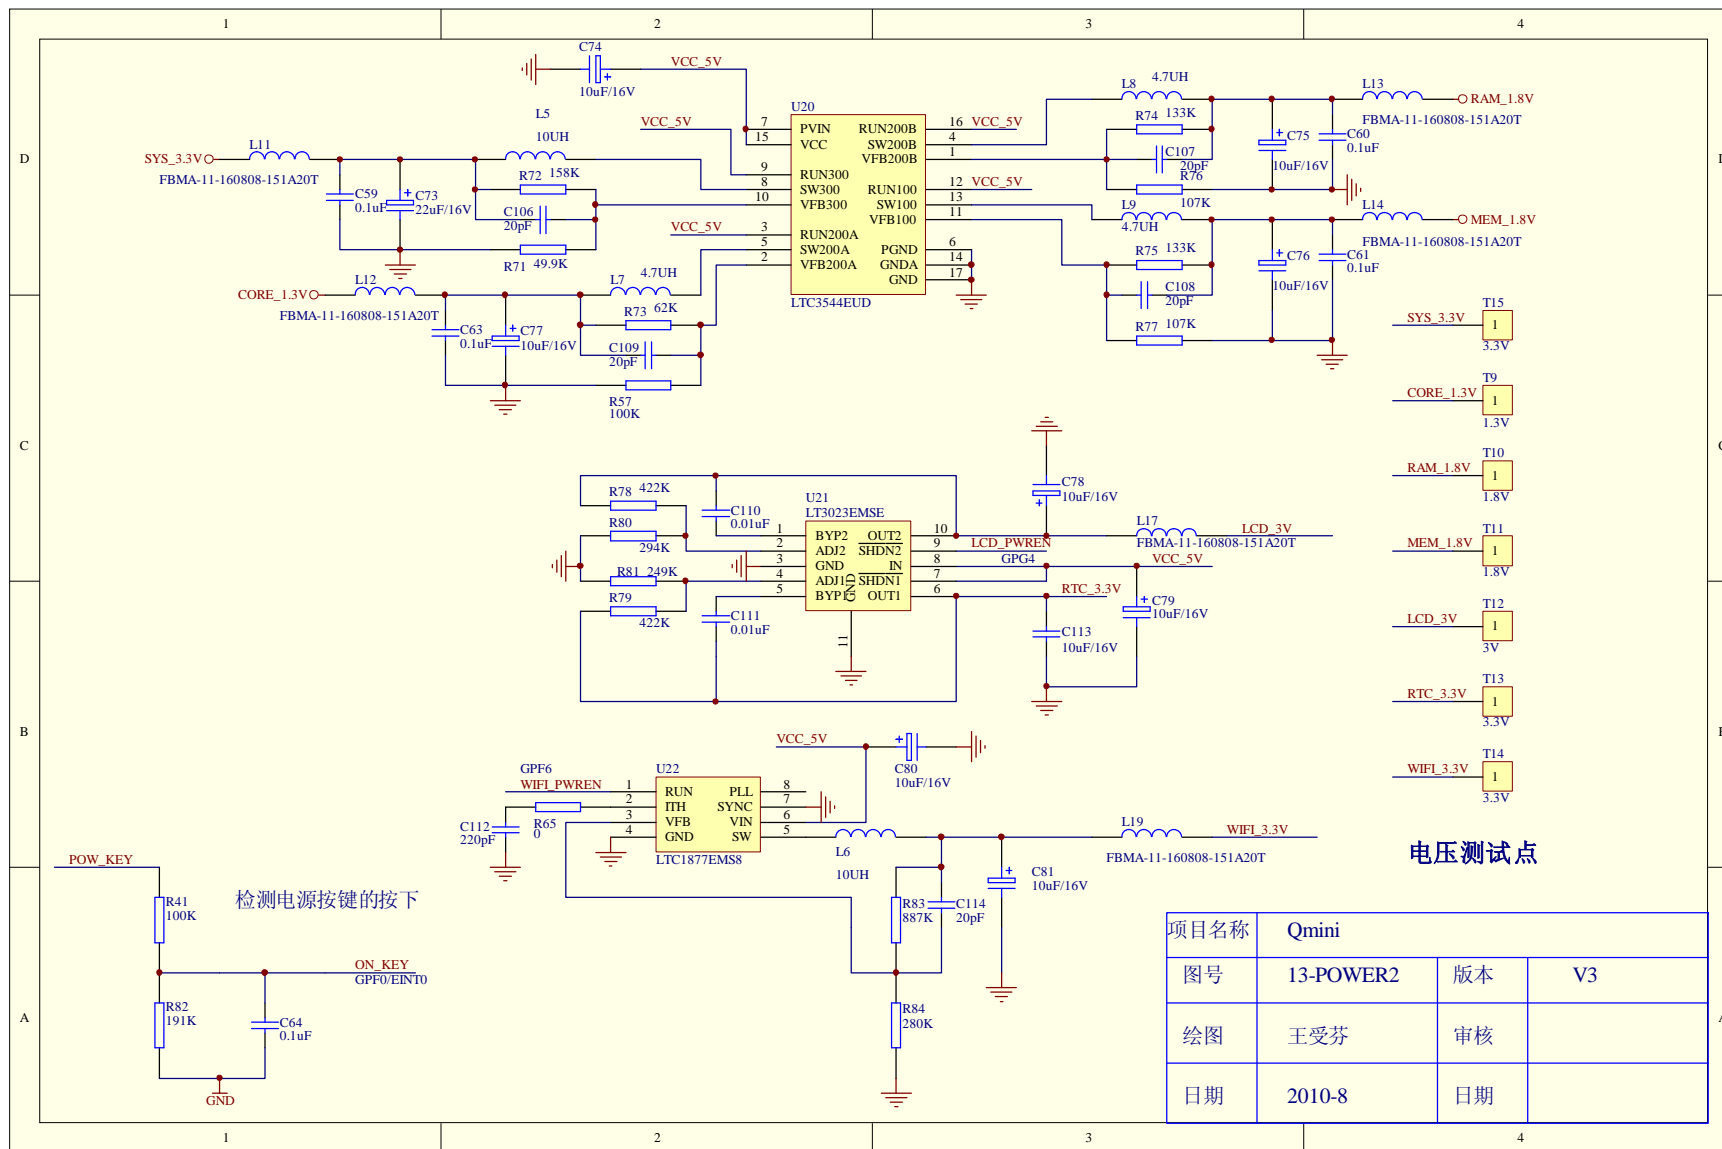 1
2
3
4
D
C
B
A
C74
10uF/16V
VCC_5V
L5
10UH
VCC_5V
SYS_3.3V
L11
FBMA-11-160808-151A20T
C59
0.1uF
C73
22uF/16V
R72 158K
C106
20pF
R71 49.9K
U20
7 PVIN
15 VCC
9 RUN300
8 SW300
10 VFB300
3 RUN200A
5 SW200A
2 VFB200A
RUN200B 16 VCC_5V
SW200B 4
VFB200B 1
RUN100 12 VCC_5V
SW100 13
VFB100 11
PGND 6
GNDA 14
GND 17
LTC3544EUD
VCC_5V
CORE_1.3V
L12
FBMA-11-160808-151A20T
L7
4.7UH
C63
0.1uF
C77
10uF/16V
R73 62K
C109
20pF
R57
100K
L8
4.7UH
R74 133K
C107
20pF
R76
107K
C75
10uF/16V
C60
0.1uF
L13
RAM_1.8V
FBMA-11-160808-151A20T
L9
4.7UH
R75 133K
C108
20pF
R77 107K
C76
10uF/16V
C61
0.1uF
L14
MEM_1.8V
FBMA-11-160808-151A20T
SYS_3.3V
T15
1
3.3V
CORE_1.3V
T9
1
1.3V
RAM_1.8V
T10
1
1.8V
MEM_1.8V
T11
1
1.8V
LCD_3V
T12
1
3V
RTC_3.3V
T13
1
3.3V
WIFI_3.3V
T14
1
3.3V
电压测试点
R78 422K
R80
294K
R81 249K
R79
422K
C110
0.01uF
C111
0.01uF
U21
LT3023EMSE
1 BYP2
2 ADJ2
3 GND
4 ADJ1
5 BYP1
GND
11
OUT2 10
SHDN2 9
IN 8
SHDN1 7
OUT1 6
C78
10uF/16V
L17
LCD_3V
FBMA-11-160808-151A20T
LCD_PWREN
GPG4
VCC_5V
RTC_3.3V
C79
10uF/16V
C113
10uF/16V
VCC_5V
C80
10uF/16V
GPF6
WIFI_PWREN
U22
1 RUN
2 ITH
3 VFB
4 GND
PLL 8
SYNC 7
VIN 6
SW 5
LTC1877EMS8
C112
220pF
R65
0
L6
10UH
L19
WIFI_3.3V
FBMA-11-160808-151A20T
R83
887K
C114
20pF
C81
10uF/16V
R84
280K
POW_KEY
R41
100K
检测电源按键的按下
ON_KEY
GPF0/EINT0
R82
191K
C64
0.1uF
GND
项目名称 Qmini
图号 13-POWER2 版本 V3
绘图 王受芬 审核
日期 2010-8 日期
1
2
3
4